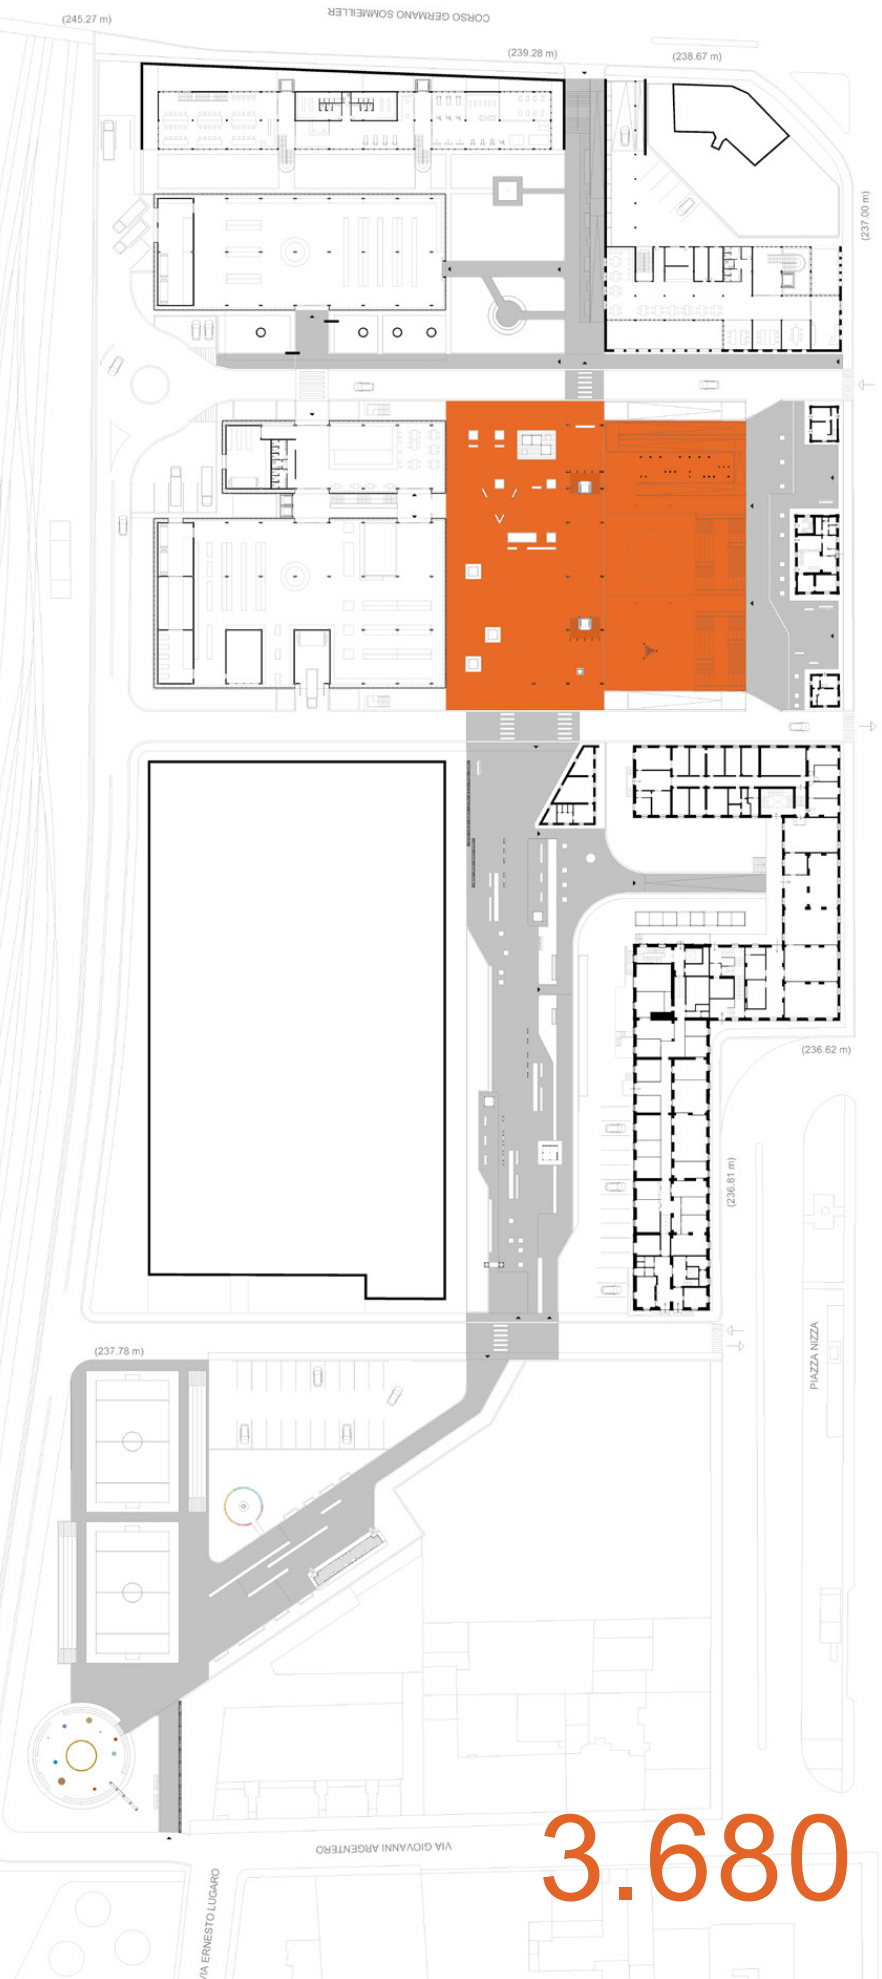 CORSO GERMANO SOMMEILLER
(245.27 m)
(239.28 m)
(238.67 m)
(237.00 m)
(236.62 m)
(236.81 m)
PIAZZA NIZZA
(237.78 m)
3.680
VIA GIOVANNI ARGENTERO
VIA ERNESTO LUGARO